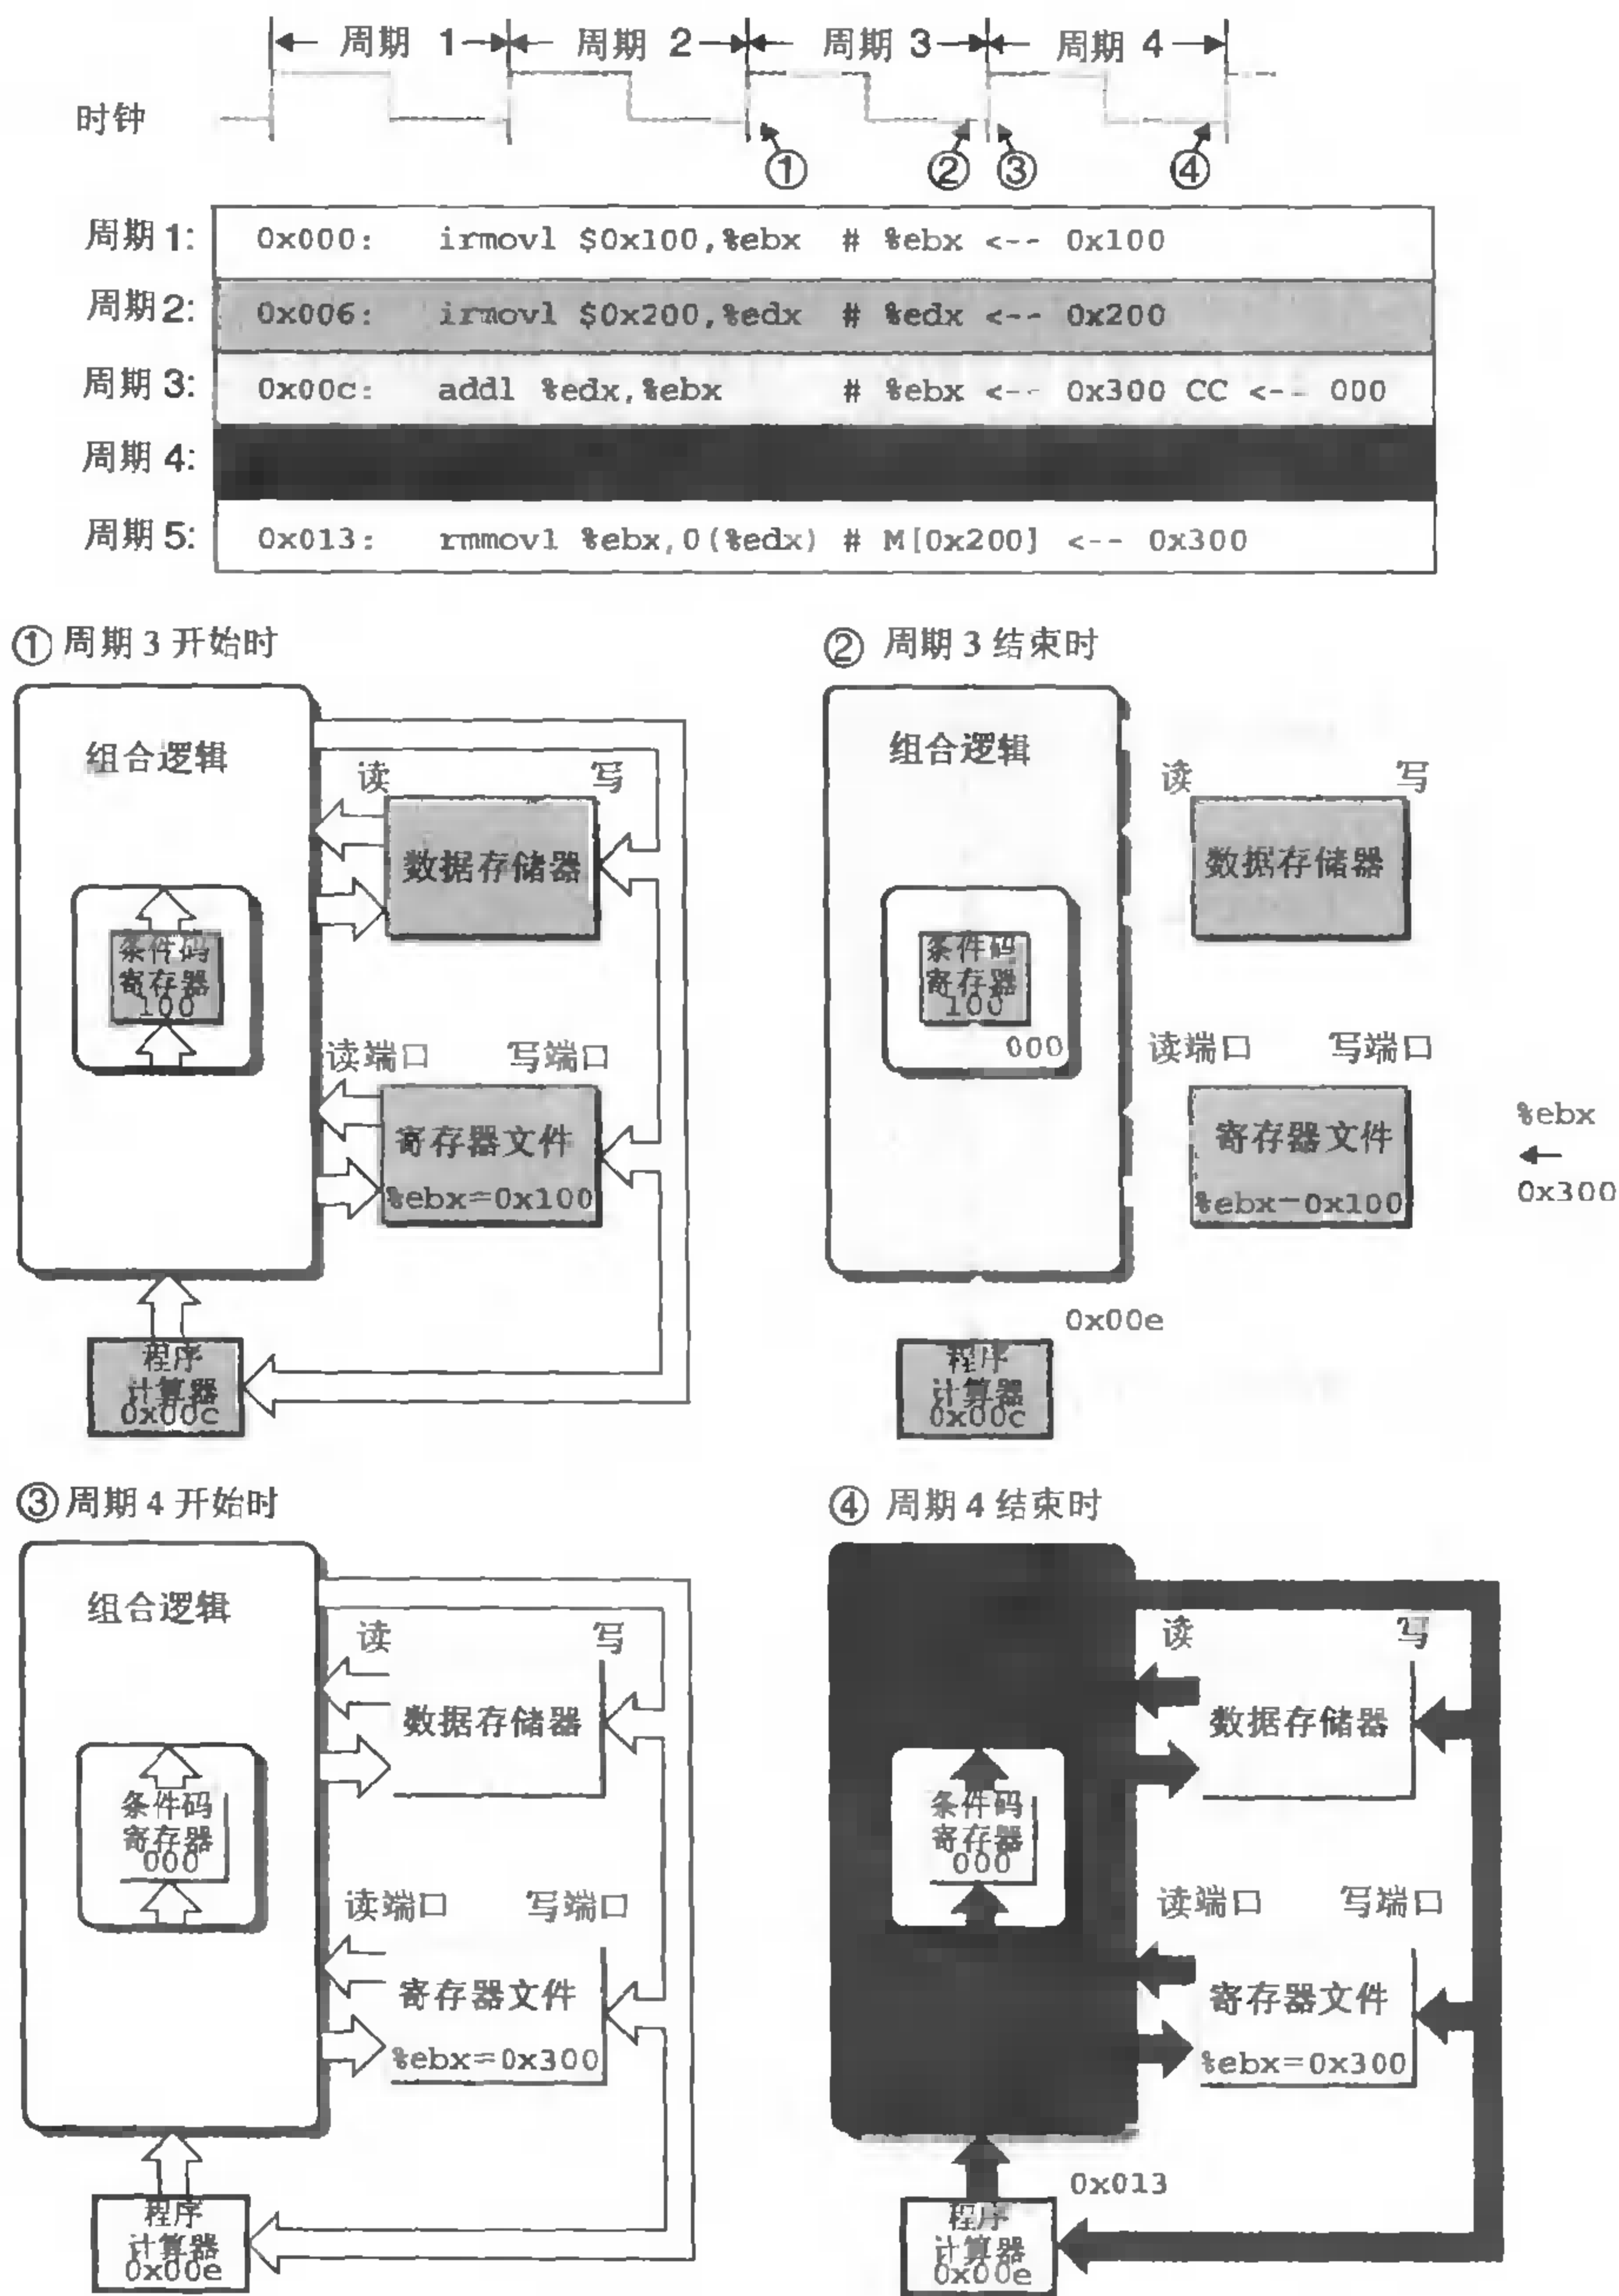 周期 1 周期 2 周期 3 周期 4
时钟
① ② ③ ④
周期 1: 0x000: irmovl $0x100,%ebx # %ebx <-- 0x100
周期 2: 0x006: irmovl $0x200,%edx # %edx <-- 0x200
周期 3: 0x00c: addl %edx,%ebx # %ebx <-- 0x300 CC <-- 000
周期 4:
周期 5: 0x013: rmmovl %ebx,0(%edx) # M[0x200] <-- 0x300
① 周期 3 开始时
组合逻辑
读 写
数据存储器
条件码
寄存器
100
读端口 写端口
寄存器文件
%ebx=0x100
程序
计算器
0x00c
② 周期 3 结束时
组合逻辑
读 写
数据存储器
条件码
寄存器
100
000
读端口 写端口
寄存器文件
%ebx=0x100
%ebx
0x300
0x00e
程序
计算器
0x00c
③ 周期 4 开始时
组合逻辑
读 写
数据存储器
条件码
寄存器
000
读端口 写端口
寄存器文件
%ebx=0x300
程序
计算器
0x00e
④ 周期 4 结束时
读 写
数据存储器
条件码
寄存器
000
读端口 写端口
寄存器文件
%ebx=0x300
0x013
程序
计算器
0x00e